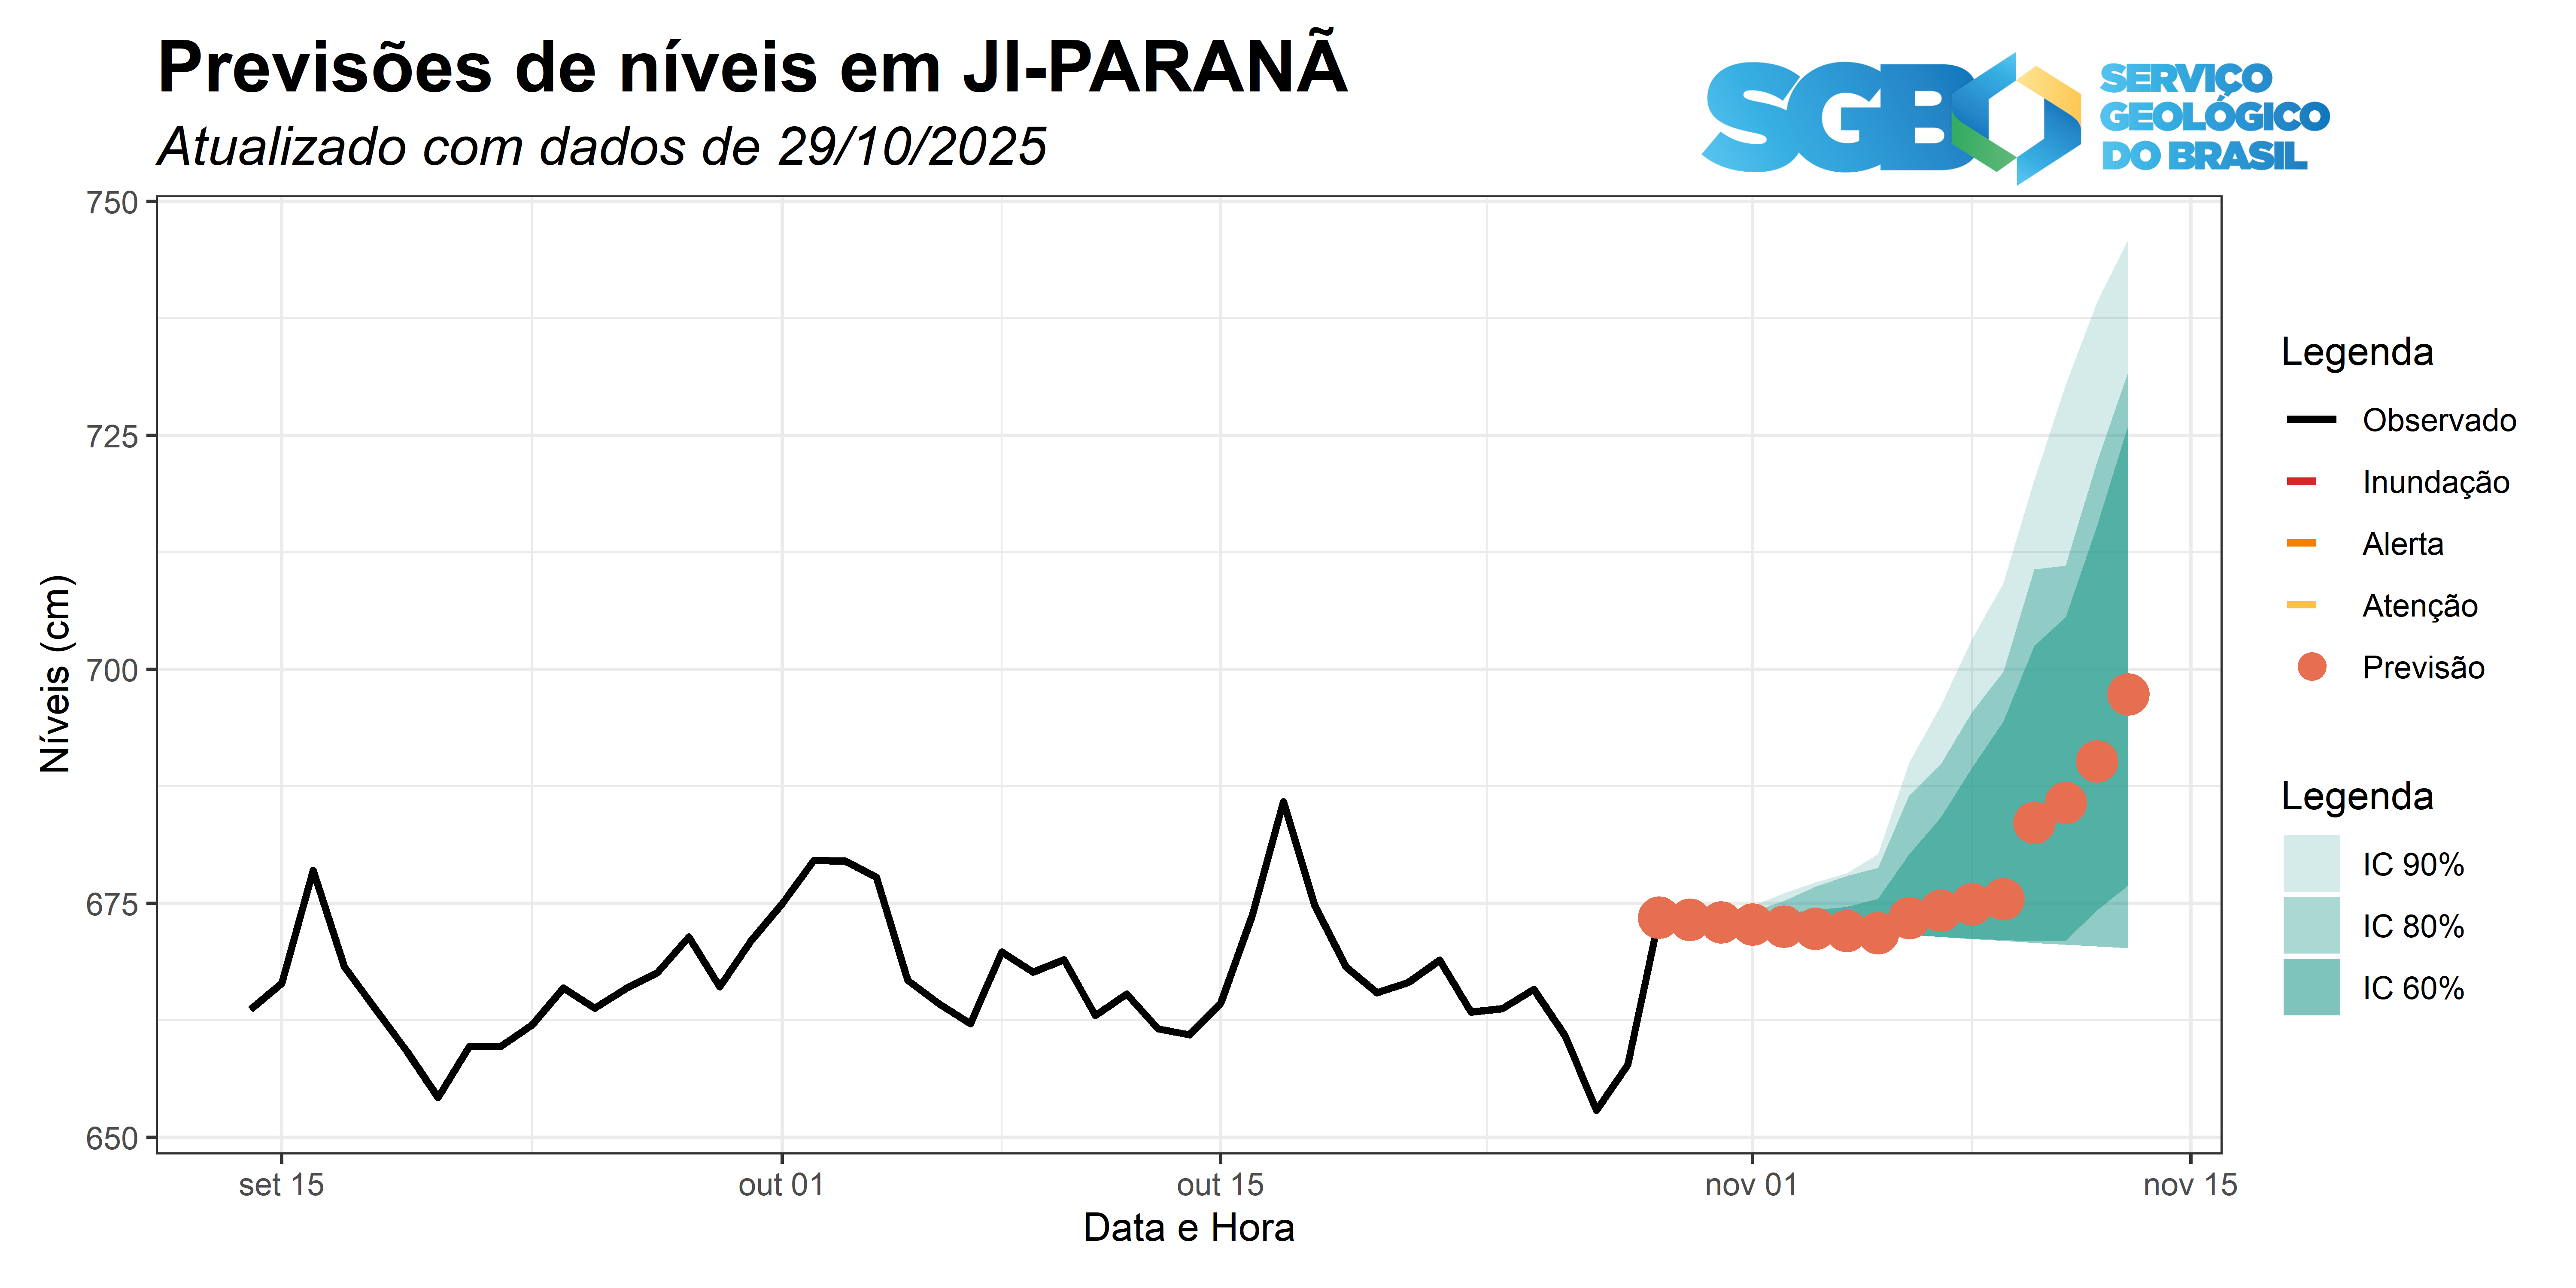 Previsões de níveis em JI-PARANÃ
Atualizado com dados de 29/10/2025
SGB
SERVIÇO
GEOLÓGICO
DO BRASIL
Níveis (cm)
750
725
700
675
650
set 15
out 01
out 15
nov 01
nov 15
Data e Hora
Legenda
Observado
Inundação
Alerta
Atenção
Previsão
Legenda
IC 90%
IC 80%
IC 60%